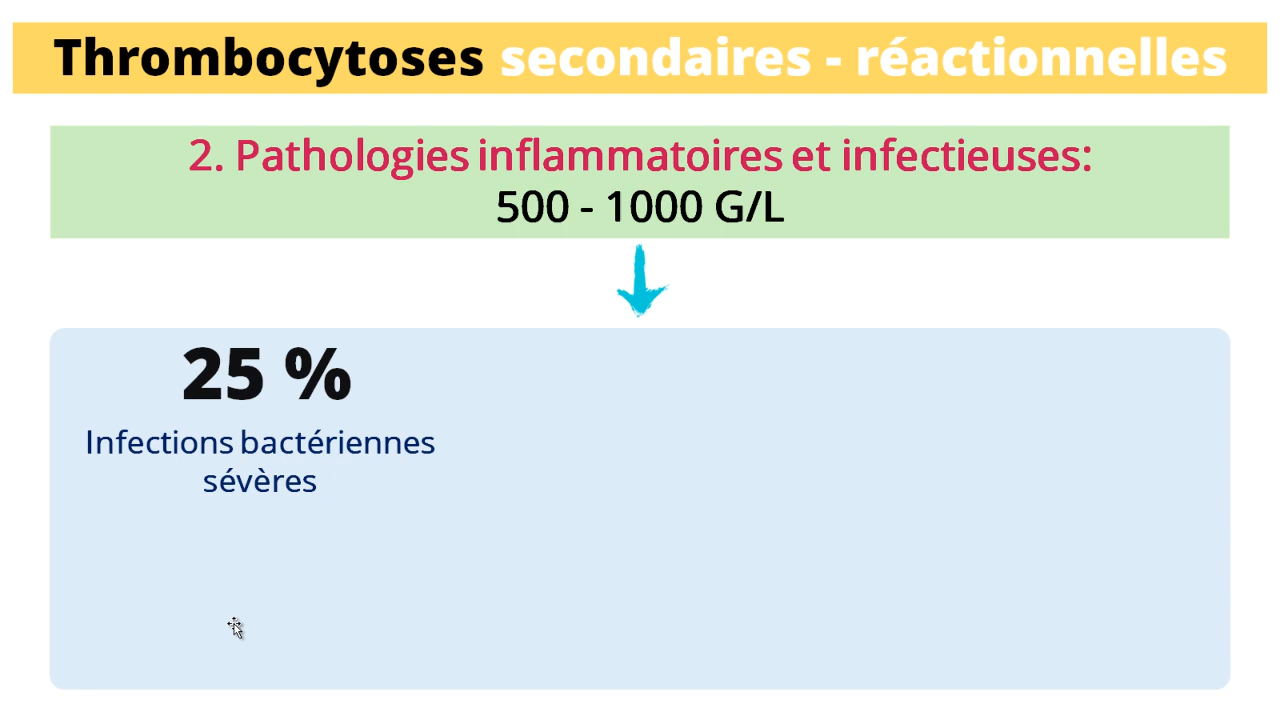 Thrombocytoses secondaires - réactionnelles
2. Pathologies inflammatoires et infectieuses:
500 - 1000 G/L
25 %
Infections bactériennes
sévères